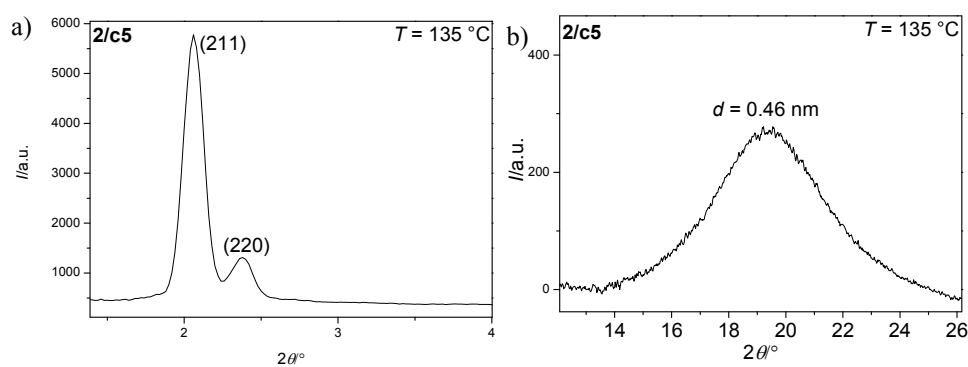 a)
2/c5
T = 135 °C
(211)
(220)
I/a.u.
6000
5000
4000
3000
2000
1000
2
3
4
2θ/°
b)
2/c5
T = 135 °C
d = 0.46 nm
I/a.u.
400
200
0
14
16
18
20
22
24
26
2θ/°